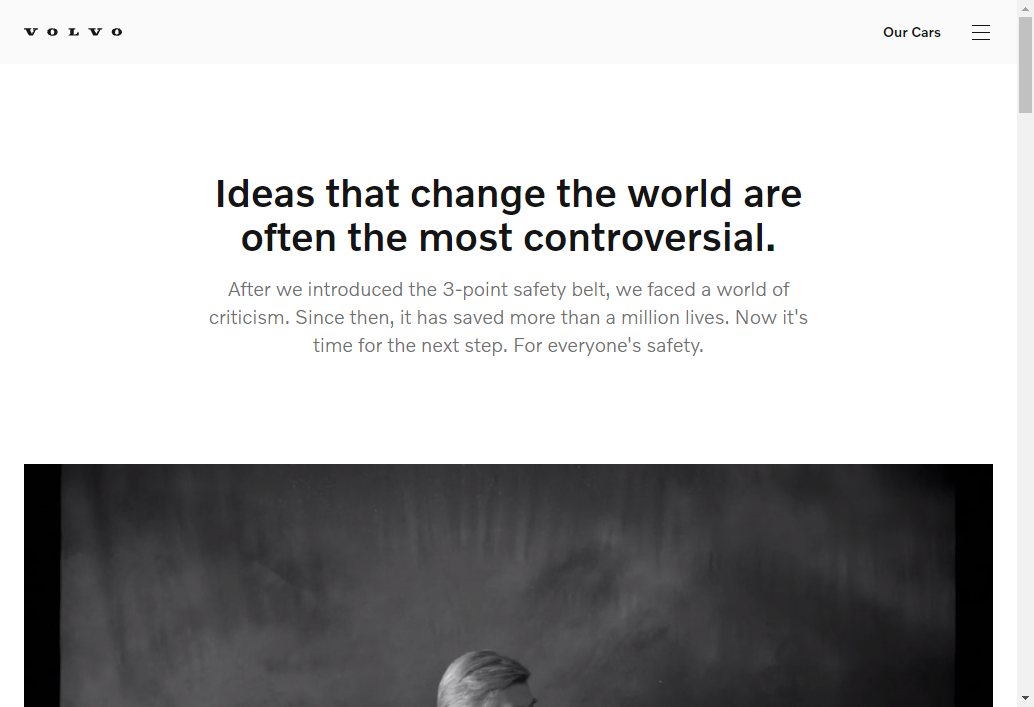 VOLVO
Our Cars
Ideas that change the world are
often the most controversial.
After we introduced the 3-point safety belt, we faced a world of
criticism. Since then, it has saved more than a million lives. Now it's
time for the next step. For everyone's safety.